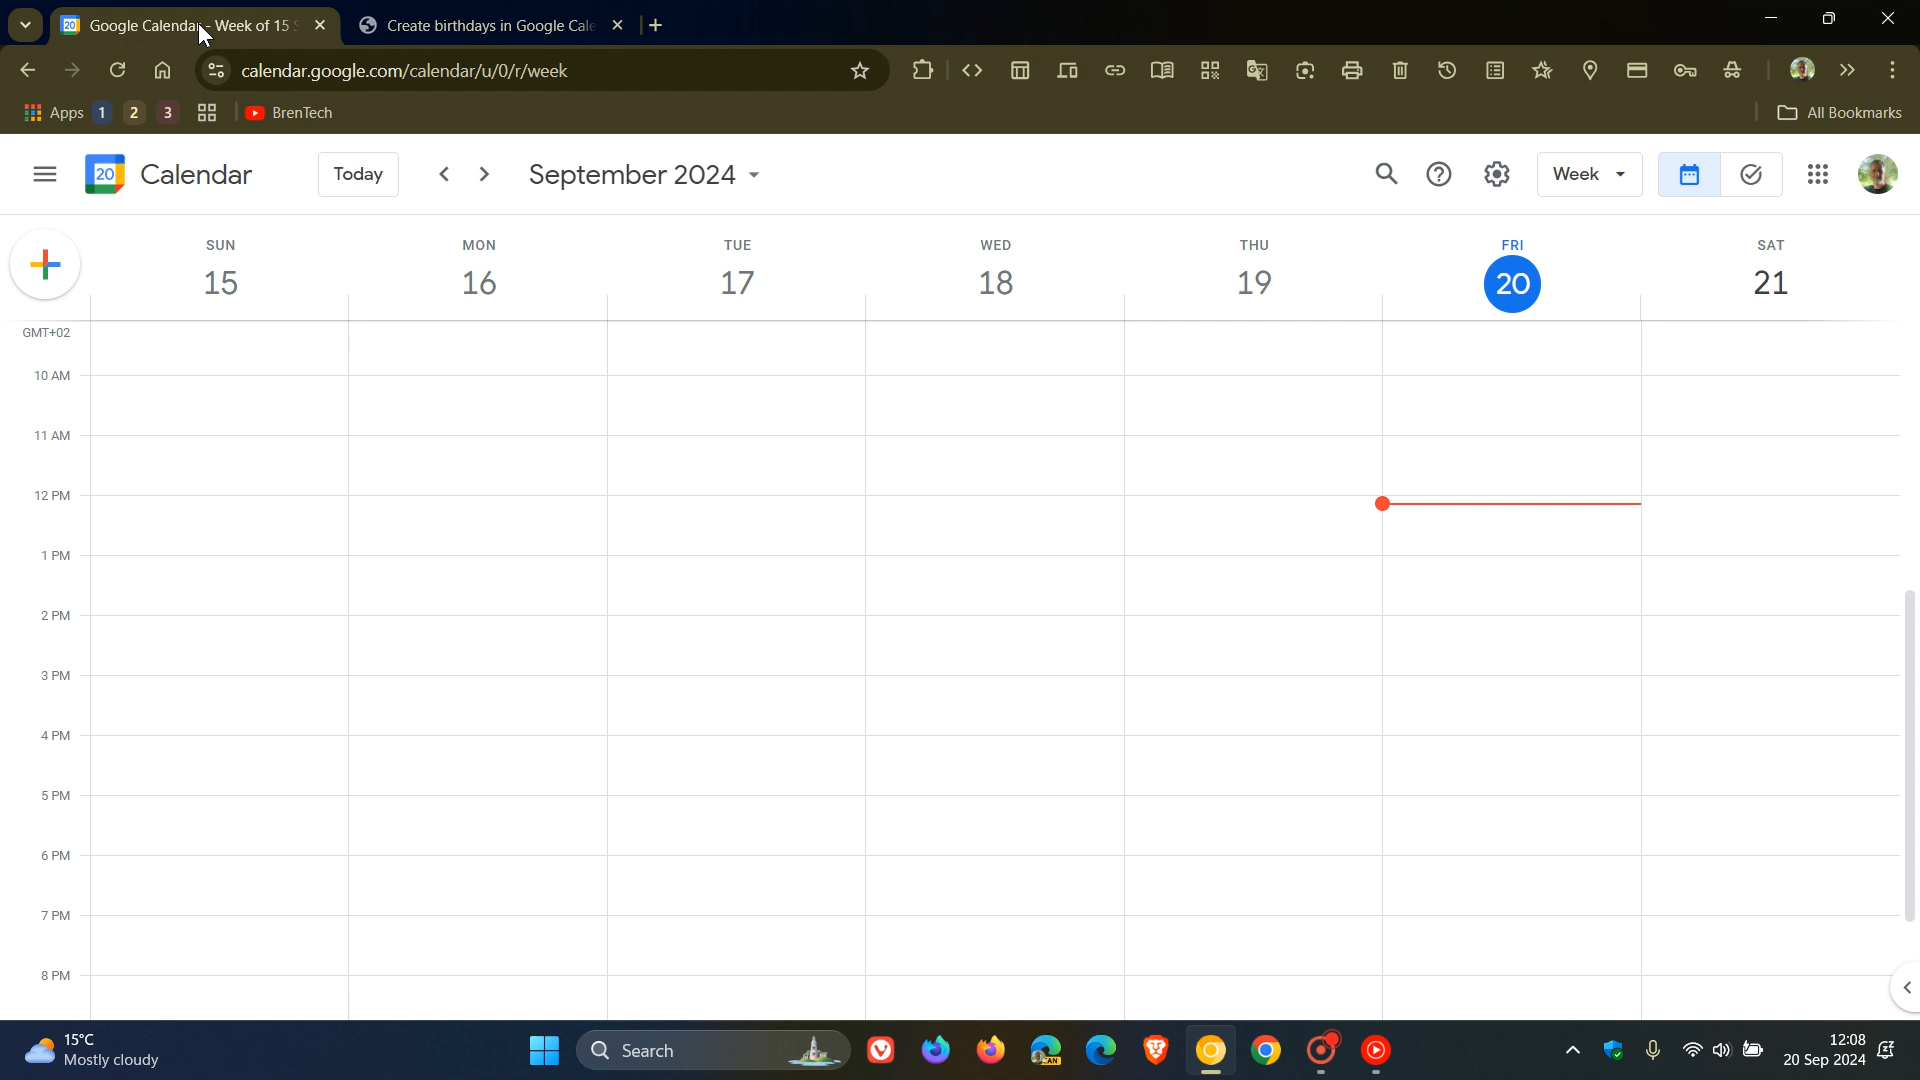 Google Calendar - Week of 15 S
Create birthdays in Google Cale
calendar.google.com/calendar/u/0/r/week
Apps 1 2 3 BrenTech All Bookmarks
20 Calendar Today September 2024 Week
SUN MON TUE WED THU FRI SAT
15 16 17 18 19 20 21
GMT+02
10 AM
11 AM
12 PM
1 PM
2 PM
3 PM
4 PM
5 PM
6 PM
7 PM
8 PM
15°C
Mostly cloudy
Search
CAN
12:08
20 Sep 2024